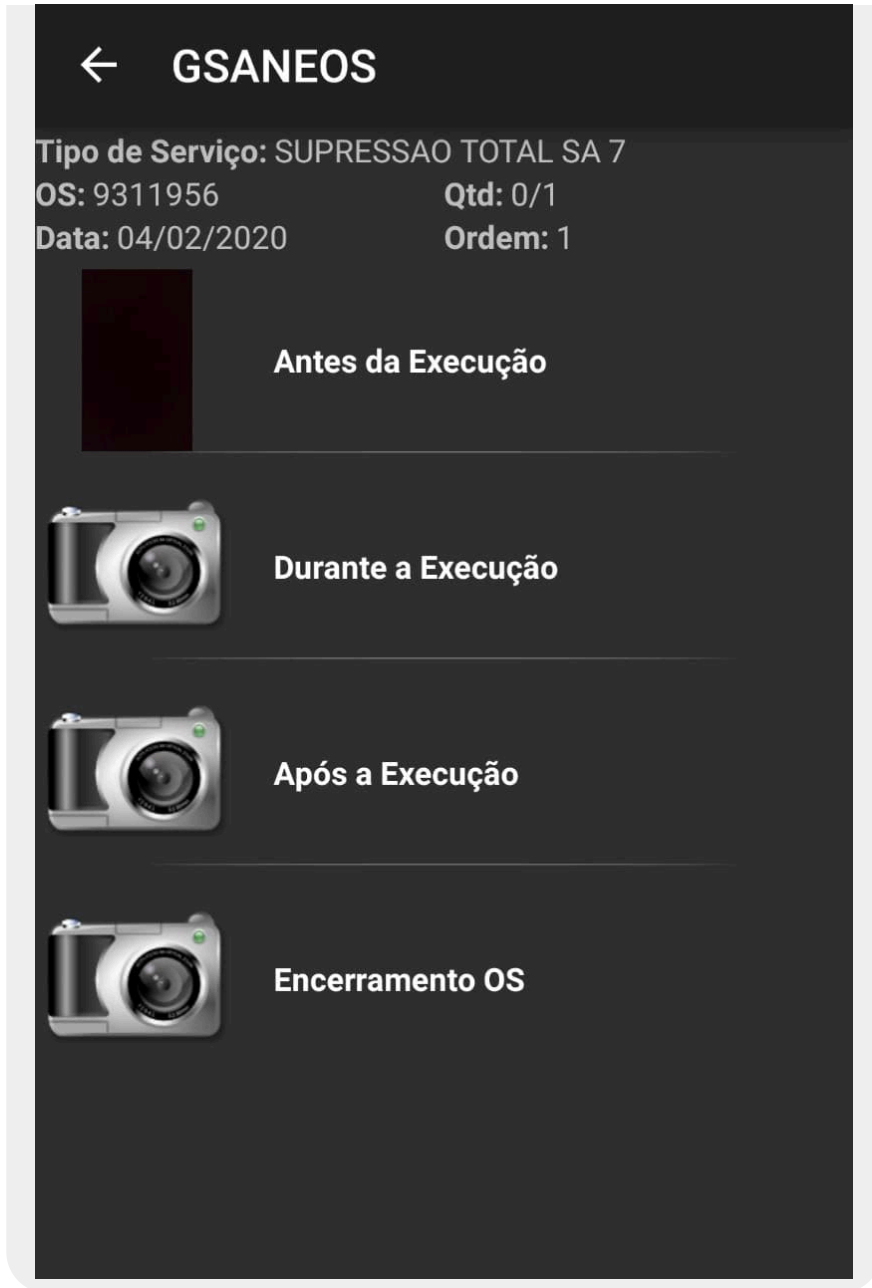 GSANEOS
Tipo de Serviço: SUPRESSAO TOTAL SA 7
OS: 9311956 Qtd: 0/1
Data: 04/02/2020 Ordem: 1
Antes da Execução
Durante a Execução
Após a Execução
Encerramento OS